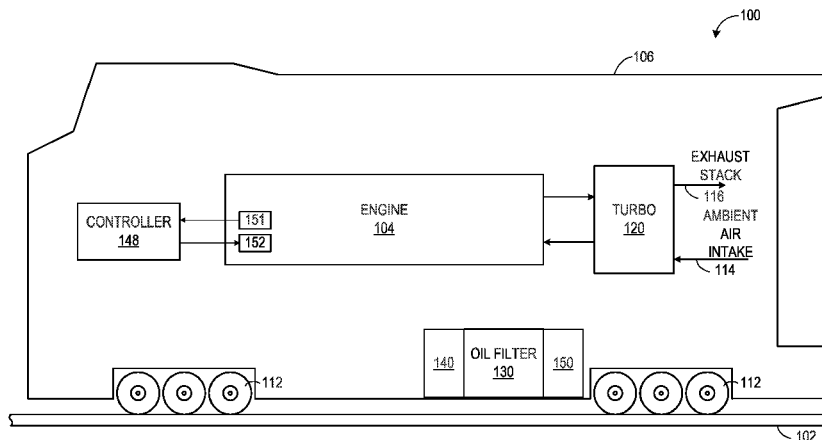 100
106
EXHAUST
STACK
116
AMBIENT
AIR
INTAKE
114
TURBO
120
ENGINE
104
151
152
CONTROLLER
148
140
OIL FILTER
130
150
112
112
102